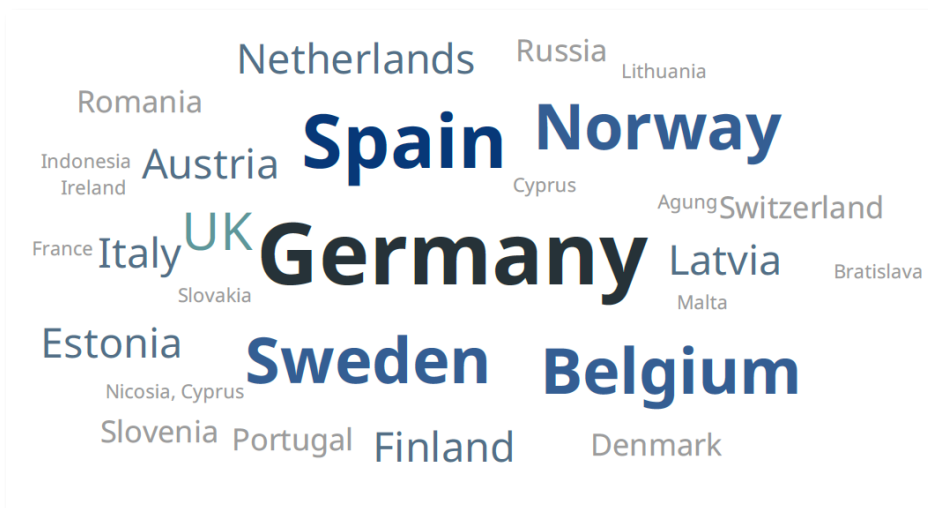 Netherlands
Russia
Lithuania
Romania
Spain
Norway
Indonesia
Austria
Ireland
Cyprus
Agung
Switzerland
UK
France
Italy
Germany
Latvia
Bratislava
Slovakia
Malta
Estonia
Sweden
Belgium
Nicosia, Cyprus
Slovenia
Portugal
Finland
Denmark